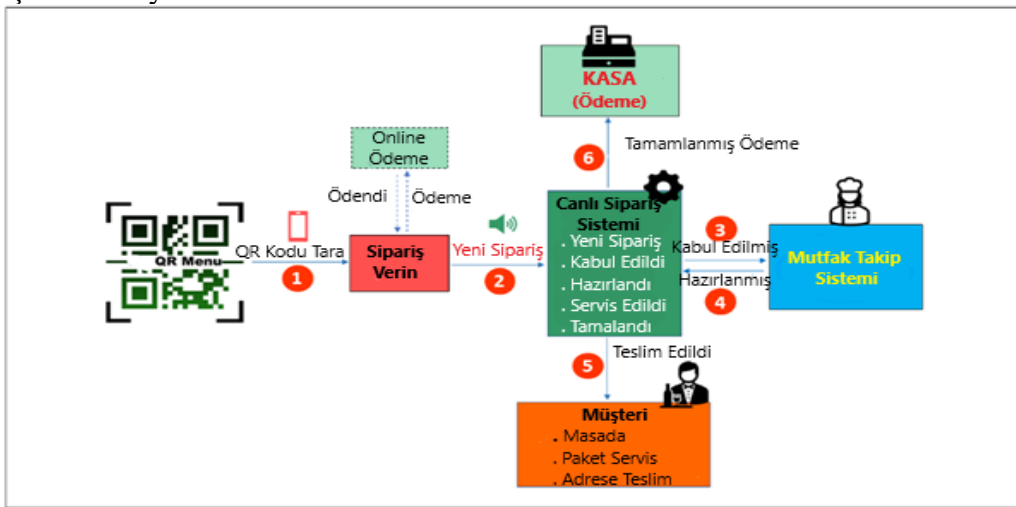 KASA
(Ödeme)
Online
Ödeme
Tamamlanmış Ödeme
6
Ödendi
Ödeme
Canlı Sipariş
Sistemi
. Yeni Sipariş
. Kabul Edildi
. Hazırlandı
. Servis Edildi
. Tamalandı
QR Menu
QR Kodu Tara
1
Sipariş
Verin
Yeni Sipariş
2
3
Kabul Edilmiş
Hazırlanmış
4
Mutfak Takip
Sistemi
Teslim Edildi
5
Müşteri
. Masada
. Paket Servis
. Adrese Teslim